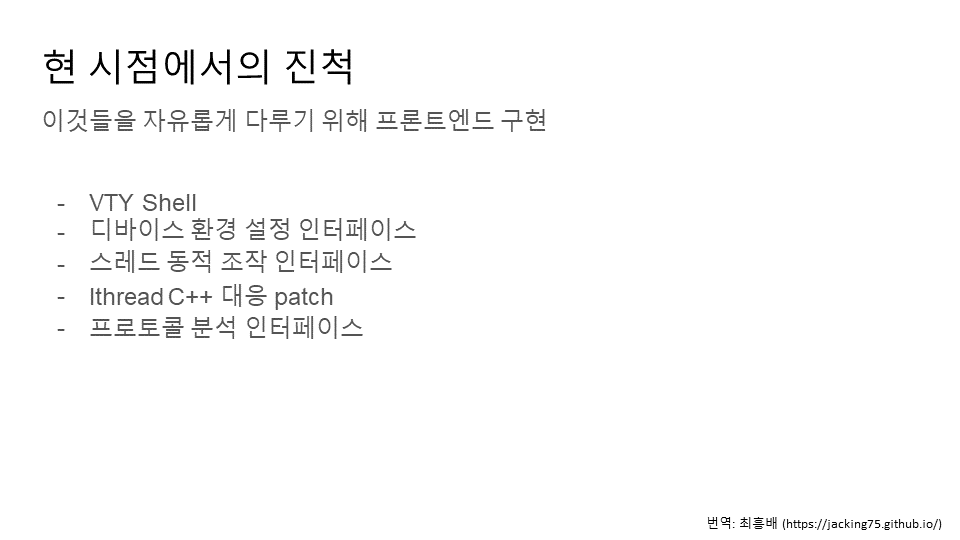 현 시점에서의 진척
이것들을 자유롭게 다루기 위해 프론트엔드 구현
- VTY Shell
- 디바이스 환경 설정 인터페이스
- 스레드 동적 조작 인터페이스
- lthread C++ 대응 patch
- 프로토콜 분석 인터페이스
번역: 최흥배 (https://jacking75.github.io/)